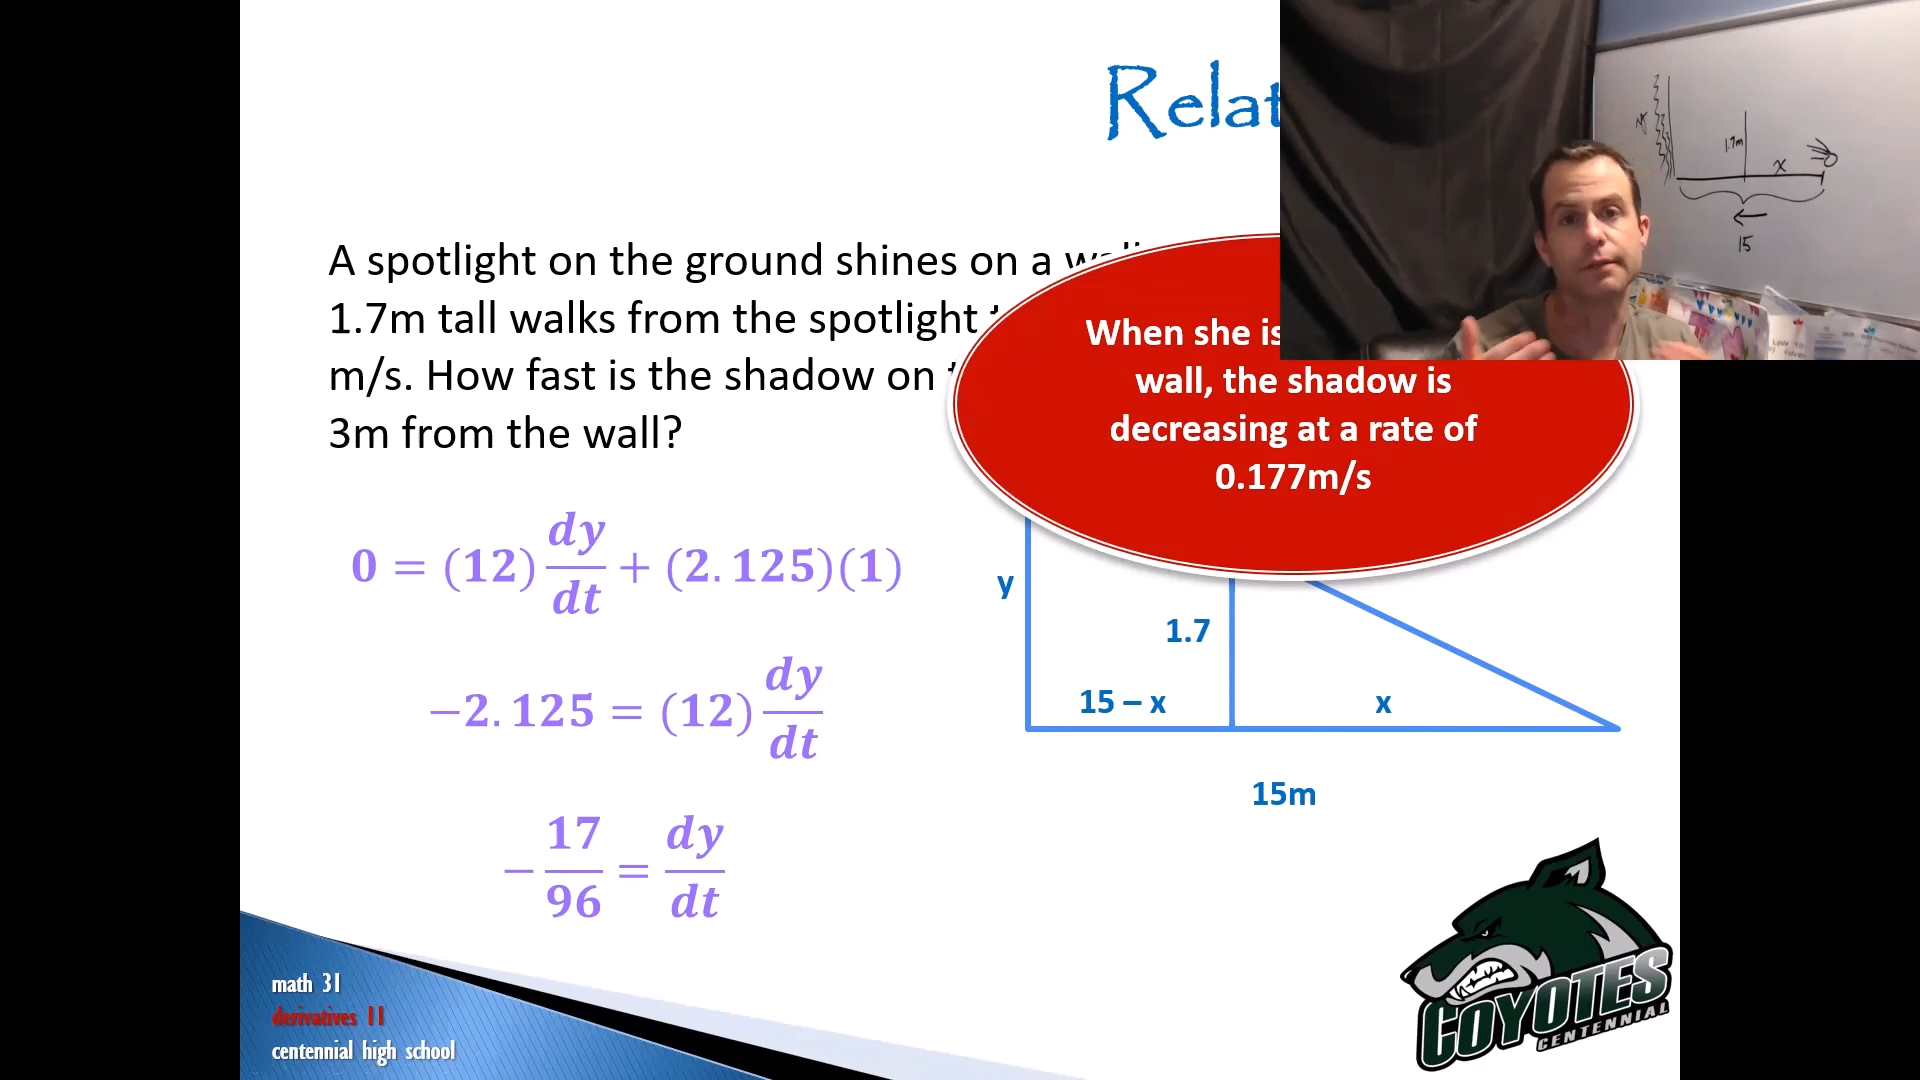 Relat
A spotlight on the ground shines on a wall
1.7m tall walks from the spotlight
m/s. How fast is the shadow on
3m from the wall?
When she is
wall, the shadow is
decreasing at a rate of
0.177m/s
0 = (12) dy/dt + (2.125)(1)
-2.125 = (12) dy/dt
- 17/96 = dy/dt
y
1.7
15 – x
x
15m
1.7m
x
15
math 31
derivatives 11
centennial high school
COYOTES
CENTENNIAL